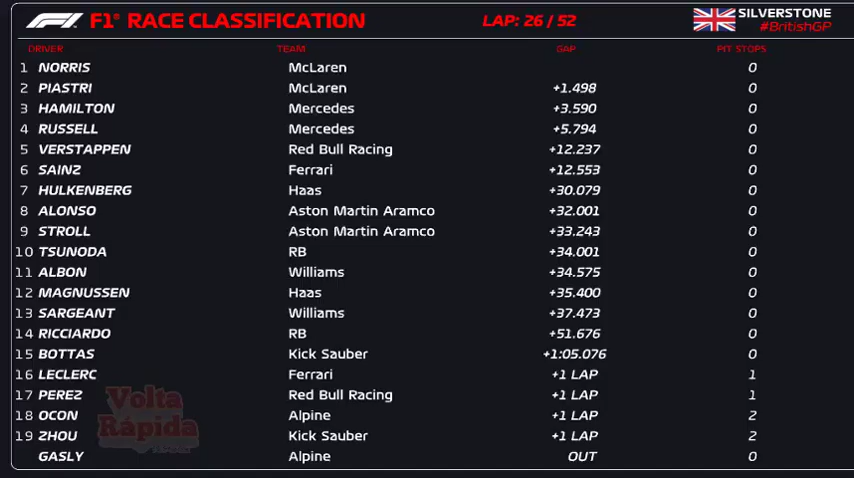 F1® RACE CLASSIFICATION LAP: 26 / 52 SILVERSTONE
#BritishGP
DRIVER TEAM GAP PIT STOPS
1 NORRIS McLaren 0
2 PIASTRI McLaren +1.498 0
3 HAMILTON Mercedes +3.590 0
4 RUSSELL Mercedes +5.794 0
5 VERSTAPPEN Red Bull Racing +12.237 0
6 SAINZ Ferrari +12.553 0
7 HULKENBERG Haas +30.079 0
8 ALONSO Aston Martin Aramco +32.001 0
9 STROLL Aston Martin Aramco +33.243 0
10 TSUNODA RB +34.001 0
11 ALBON Williams +34.575 0
12 MAGNUSSEN Haas +35.400 0
13 SARGEANT Williams +37.473 0
14 RICCIARDO RB +51.676 0
15 BOTTAS Kick Sauber +1:05.076 0
16 LECLERC Ferrari +1 LAP 1
17 PEREZ Red Bull Racing +1 LAP 1
18 OCON Alpine +1 LAP 2
19 ZHOU Kick Sauber +1 LAP 2
GASLY Alpine OUT 0
Volta
Rápida